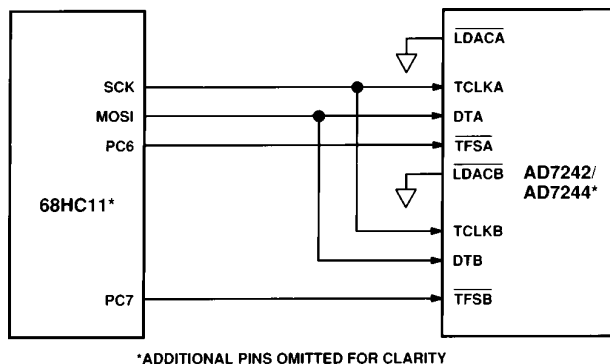 68HC11*
SCK
MOSI
PC6
PC7
LDACA
TCLKA
DTA
TFSA
LDACB
TCLKB
DTB
TFSB
AD7242/
AD7244*
*ADDITIONAL PINS OMITTED FOR CLARITY